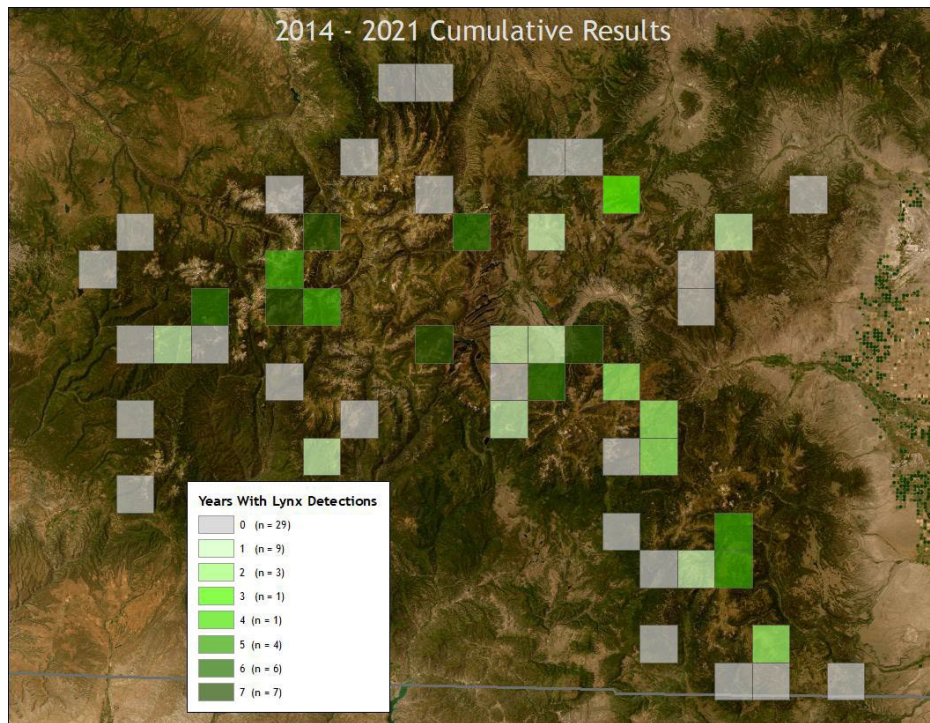 2014 - 2021 Cumulative Results
Years With Lynx Detections
0 (n = 29)
1 (n = 9)
2 (n = 3)
3 (n = 1)
4 (n = 1)
5 (n = 4)
6 (n = 6)
7 (n = 7)